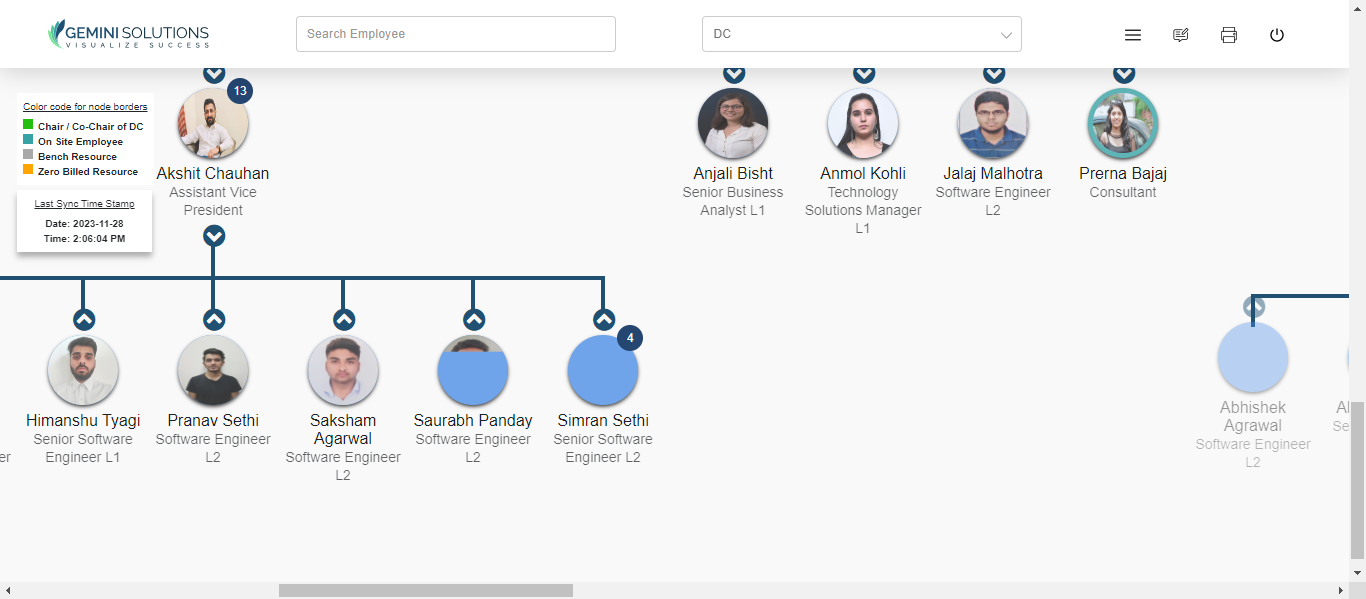 GEMINI SOLUTIONS
VISUALIZE SUCCESS
Search Employee
DC
Color code for node borders
Chair / Co-Chair of DC
On Site Employee
Bench Resource
Zero Billed Resource
Last Sync Time Stamp
Date: 2023-11-28
Time: 2:06:04 PM
13
Akshit Chauhan
Assistant Vice
President
Anjali Bisht
Senior Business
Analyst L1
Anmol Kohli
Technology
Solutions Manager
L1
Jalaj Malhotra
Software Engineer
L2
Prerna Bajaj
Consultant
er
Himanshu Tyagi
Senior Software
Engineer L1
Pranav Sethi
Software Engineer
L2
Saksham
Agarwal
Software Engineer
L2
Saurabh Panday
Software Engineer
L2
4
Simran Sethi
Senior Software
Engineer L2
Abhishek
Agrawal
Software Engineer
L2
Se